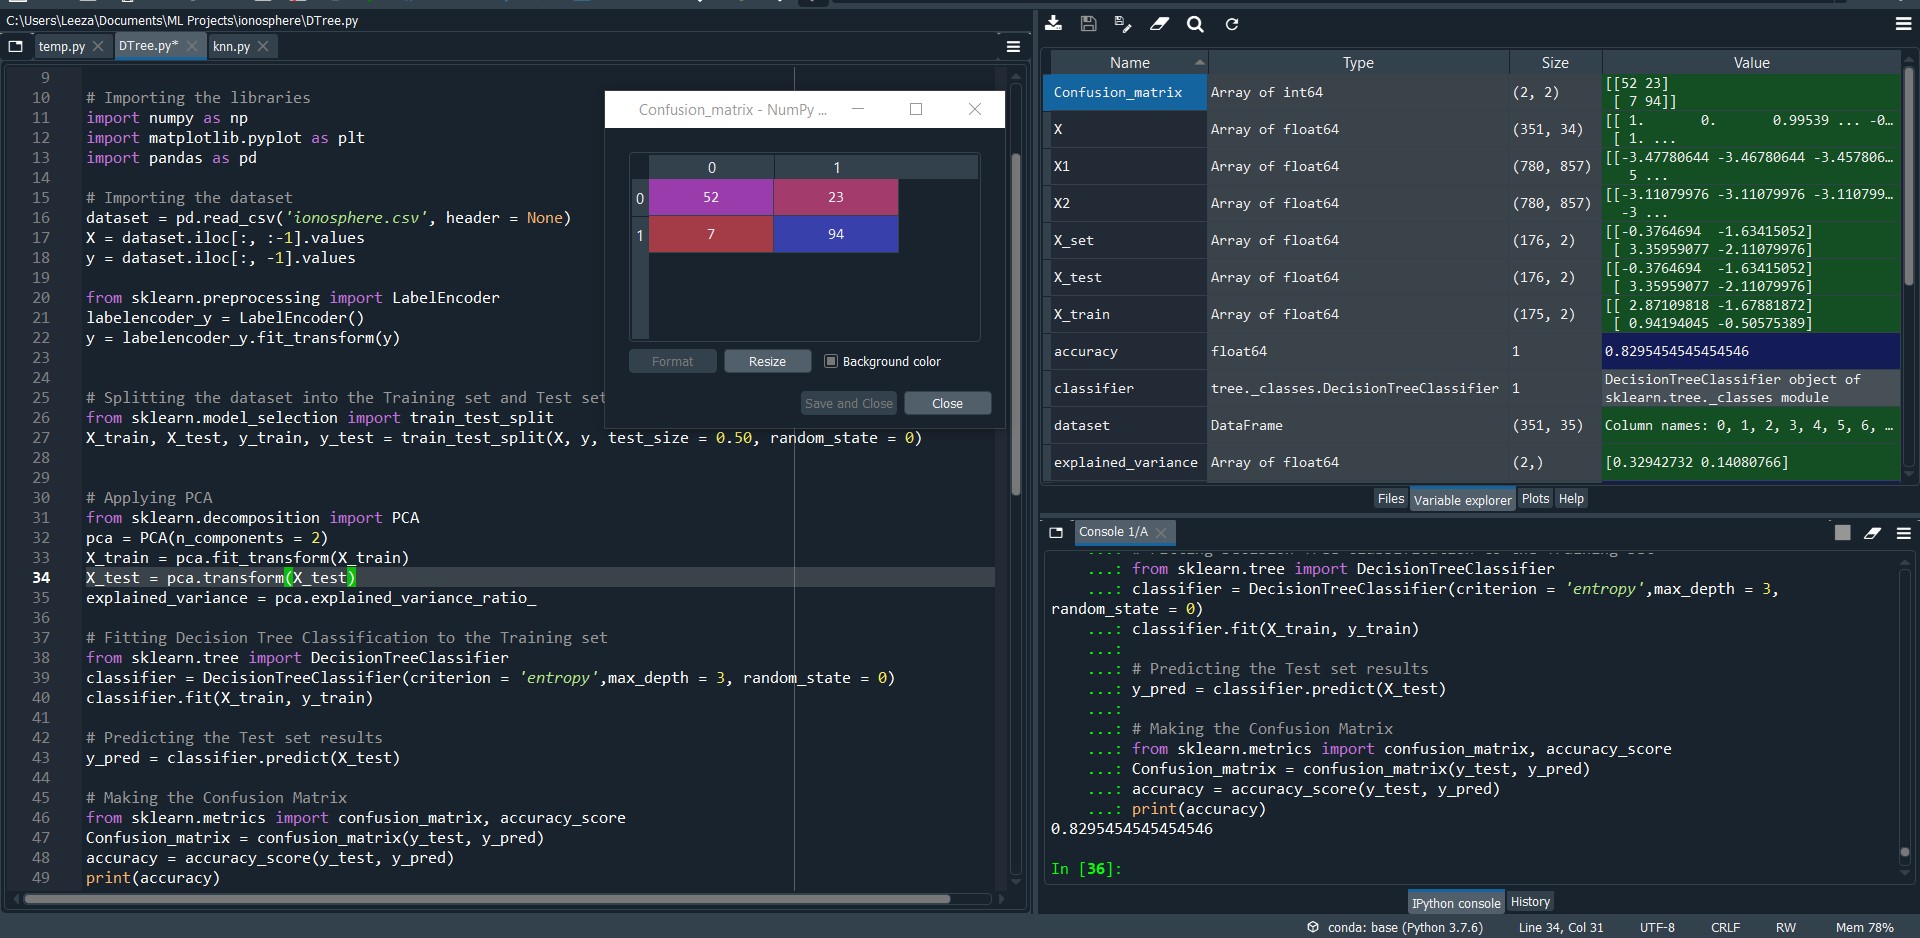 C:\Users\Leeza\Documents\ML Projects\ionosphere\DTree.py
temp.py
DTree.py*
knn.py
9
10 # Importing the libraries
11 import numpy as np
12 import matplotlib.pyplot as plt
13 import pandas as pd
14
15 # Importing the dataset
16 dataset = pd.read_csv('ionosphere.csv', header = None)
17 X = dataset.iloc[:, :-1].values
18 y = dataset.iloc[:, -1].values
19
20 from sklearn.preprocessing import LabelEncoder
21 labelencoder_y = LabelEncoder()
22 y = labelencoder_y.fit_transform(y)
23
24
25 # Splitting the dataset into the Training set and Test set
26 from sklearn.model_selection import train_test_split
27 X_train, X_test, y_train, y_test = train_test_split(X, y, test_size = 0.50, random_state = 0)
28
29
30 # Applying PCA
31 from sklearn.decomposition import PCA
32 pca = PCA(n_components = 2)
33 X_train = pca.fit_transform(X_train)
34 X_test = pca.transform(X_test)
35 explained_variance = pca.explained_variance_ratio_
36
37 # Fitting Decision Tree Classification to the Training set
38 from sklearn.tree import DecisionTreeClassifier
39 classifier = DecisionTreeClassifier(criterion = 'entropy',max_depth = 3, random_state = 0)
40 classifier.fit(X_train, y_train)
41
42 # Predicting the Test set results
43 y_pred = classifier.predict(X_test)
44
45 # Making the Confusion Matrix
46 from sklearn.metrics import confusion_matrix, accuracy_score
47 Confusion_matrix = confusion_matrix(y_test, y_pred)
48 accuracy = accuracy_score(y_test, y_pred)
49 print(accuracy)
Confusion_matrix - NumPy ...
0 1
0 52 23
1 7 94
Format Resize Background color
Save and Close Close
Name Type Size Value
Confusion_matrix Array of int64 (2, 2) [[52 23]
[ 7 94]]
X Array of float64 (351, 34) [[ 1. 0. 0.99539 ... -0…
[ 1. ...
X1 Array of float64 (780, 857) [[-3.47780644 -3.46780644 -3.457806…
5 ...
X2 Array of float64 (780, 857) [[-3.11079976 -3.11079976 -3.110799…
-3 ...
X_set Array of float64 (176, 2) [[-0.3764694 -1.63415052]
[ 3.35959077 -2.11079976]
X_test Array of float64 (176, 2) [[-0.3764694 -1.63415052]
[ 3.35959077 -2.11079976]
X_train Array of float64 (175, 2) [[ 2.87109818 -1.67881872]
[ 0.94194045 -0.50575389]
accuracy float64 1 0.8295454545454546
classifier tree._classes.DecisionTreeClassifier 1 DecisionTreeClassifier object of
sklearn.tree._classes module
dataset DataFrame (351, 35) Column names: 0, 1, 2, 3, 4, 5, 6, …
explained_variance Array of float64 (2,) [0.32942732 0.14080766]
Files Variable explorer Plots Help
Console 1/A
...: from sklearn.tree import DecisionTreeClassifier
...: classifier = DecisionTreeClassifier(criterion = 'entropy',max_depth = 3,
random_state = 0)
...: classifier.fit(X_train, y_train)
...:
...: # Predicting the Test set results
...: y_pred = classifier.predict(X_test)
...:
...: # Making the Confusion Matrix
...: from sklearn.metrics import confusion_matrix, accuracy_score
...: Confusion_matrix = confusion_matrix(y_test, y_pred)
...: accuracy = accuracy_score(y_test, y_pred)
...: print(accuracy)
0.8295454545454546
In [36]:
IPython console History
conda: base (Python 3.7.6) Line 34, Col 31 UTF-8 CRLF RW Mem 78%